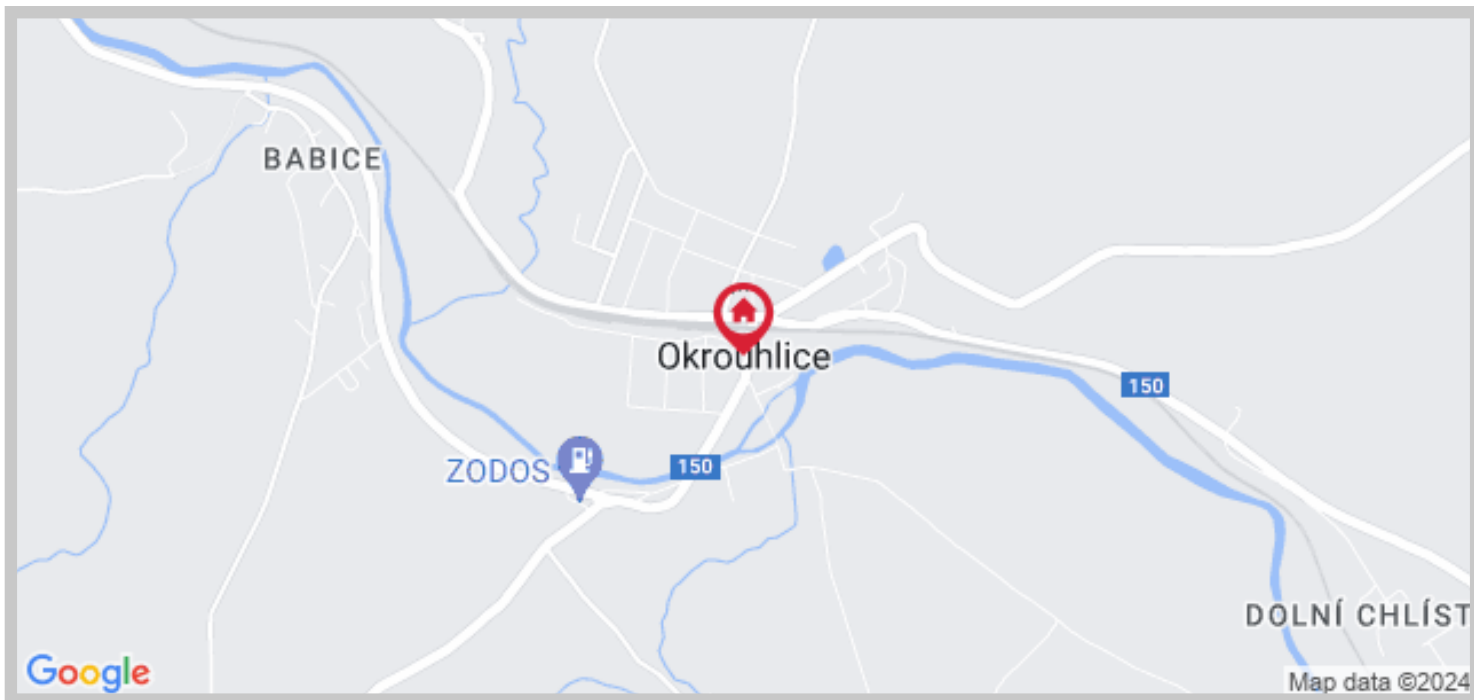 BABICE
Okrouhlice
150
ZODOS
150
DOLNÍ CHLÍST
Google
Map data ©2024